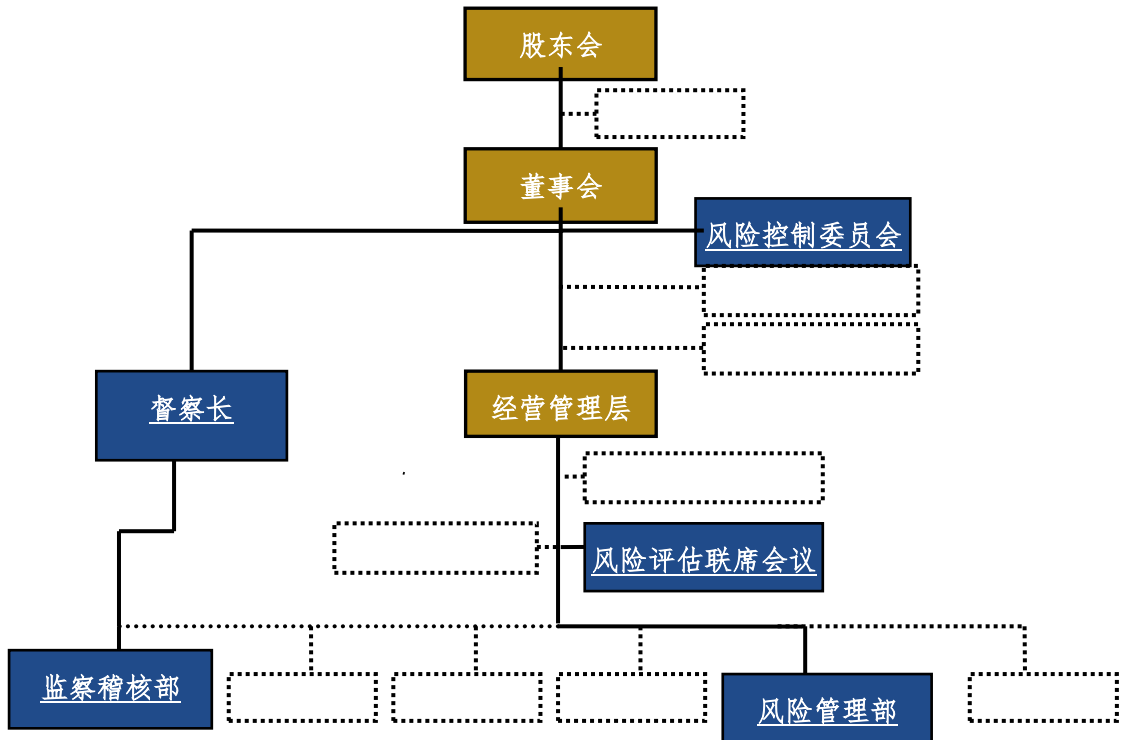 股东会
董事会
风险控制委员会
督察长
经营管理层
风险评估联席会议
监察稽核部
风险管理部